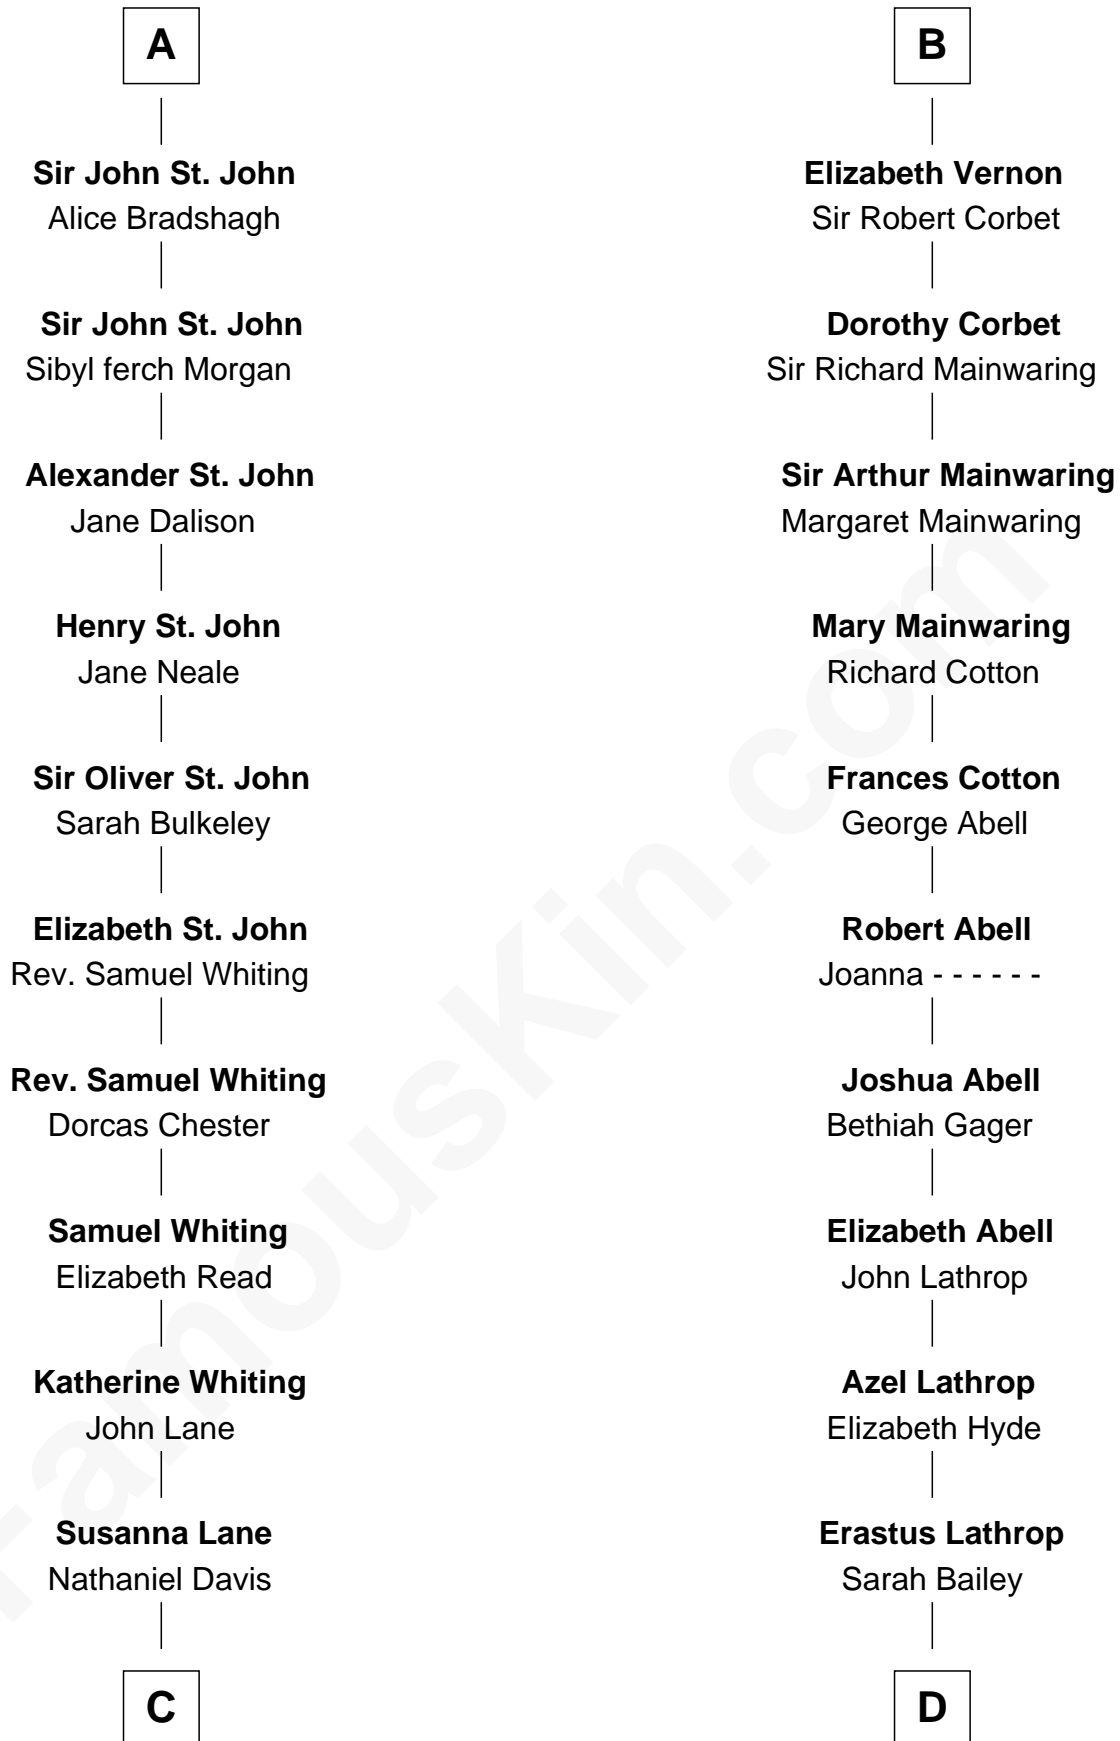 A
Sir John St. John
Alice Bradshagh
Sir John St. John
Sibyl ferch Morgan
Alexander St. John
Jane Dalison
Henry St. John
Jane Neale
Sir Oliver St. John
Sarah Bulkeley
Elizabeth St. John
Rev. Samuel Whiting
Rev. Samuel Whiting
Dorcas Chester
Samuel Whiting
Elizabeth Read
Katherine Whiting
John Lane
Susanna Lane
Nathaniel Davis
C
B
Elizabeth Vernon
Sir Robert Corbet
Dorothy Corbet
Sir Richard Mainwaring
Sir Arthur Mainwaring
Margaret Mainwaring
Mary Mainwaring
Richard Cotton
Frances Cotton
George Abell
Robert Abell
Joanna - - - - - -
Joshua Abell
Bethiah Gager
Elizabeth Abell
John Lathrop
Azel Lathrop
Elizabeth Hyde
Erastus Lathrop
Sarah Bailey
D
FamousKin.com